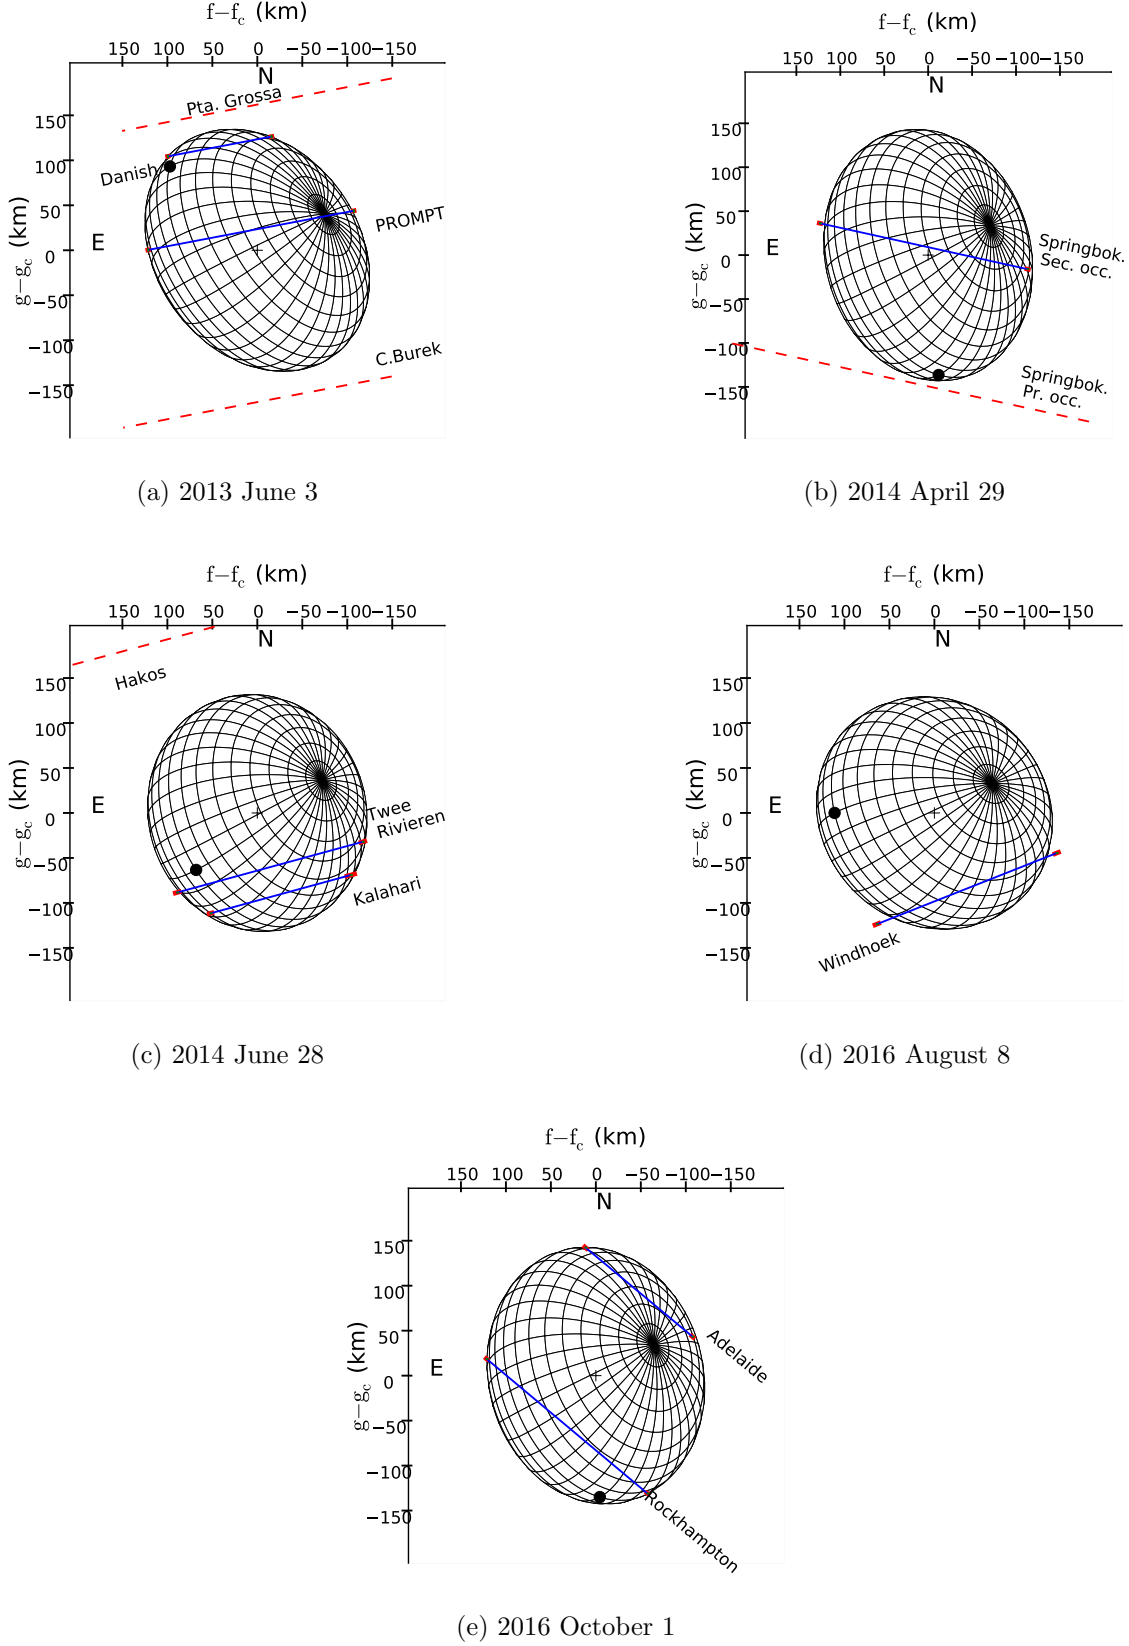 f−f_c (km)
150 100 50 0 −50 −100 −150
N
Pta. Grossa
150
100
Danish
50
PROMPT
E
0
g−g_c (km)
−50
C.Burek
−100
−150
(a) 2013 June 3
f−f_c (km)
150 100 50 0 −50 −100 −150
N
150
100
50
E
Springbok.
Sec. occ.
0
g−g_c (km)
−50
−100
Springbok.
Pr. occ.
−150
(b) 2014 April 29
f−f_c (km)
150 100 50 0 −50 −100 −150
N
Hakos
150
100
50
E
Twee
Rivieren
0
g−g_c (km)
−50
Kalahari
−100
−150
(c) 2014 June 28
f−f_c (km)
150 100 50 0 −50 −100 −150
N
150
100
50
E
0
g−g_c (km)
−50
−100
Windhoek
−150
(d) 2016 August 8
f−f_c (km)
150 100 50 0 −50 −100 −150
N
150
100
50
Adelaide
E
0
g−g_c (km)
−50
−100
Rockhampton
−150
(e) 2016 October 1